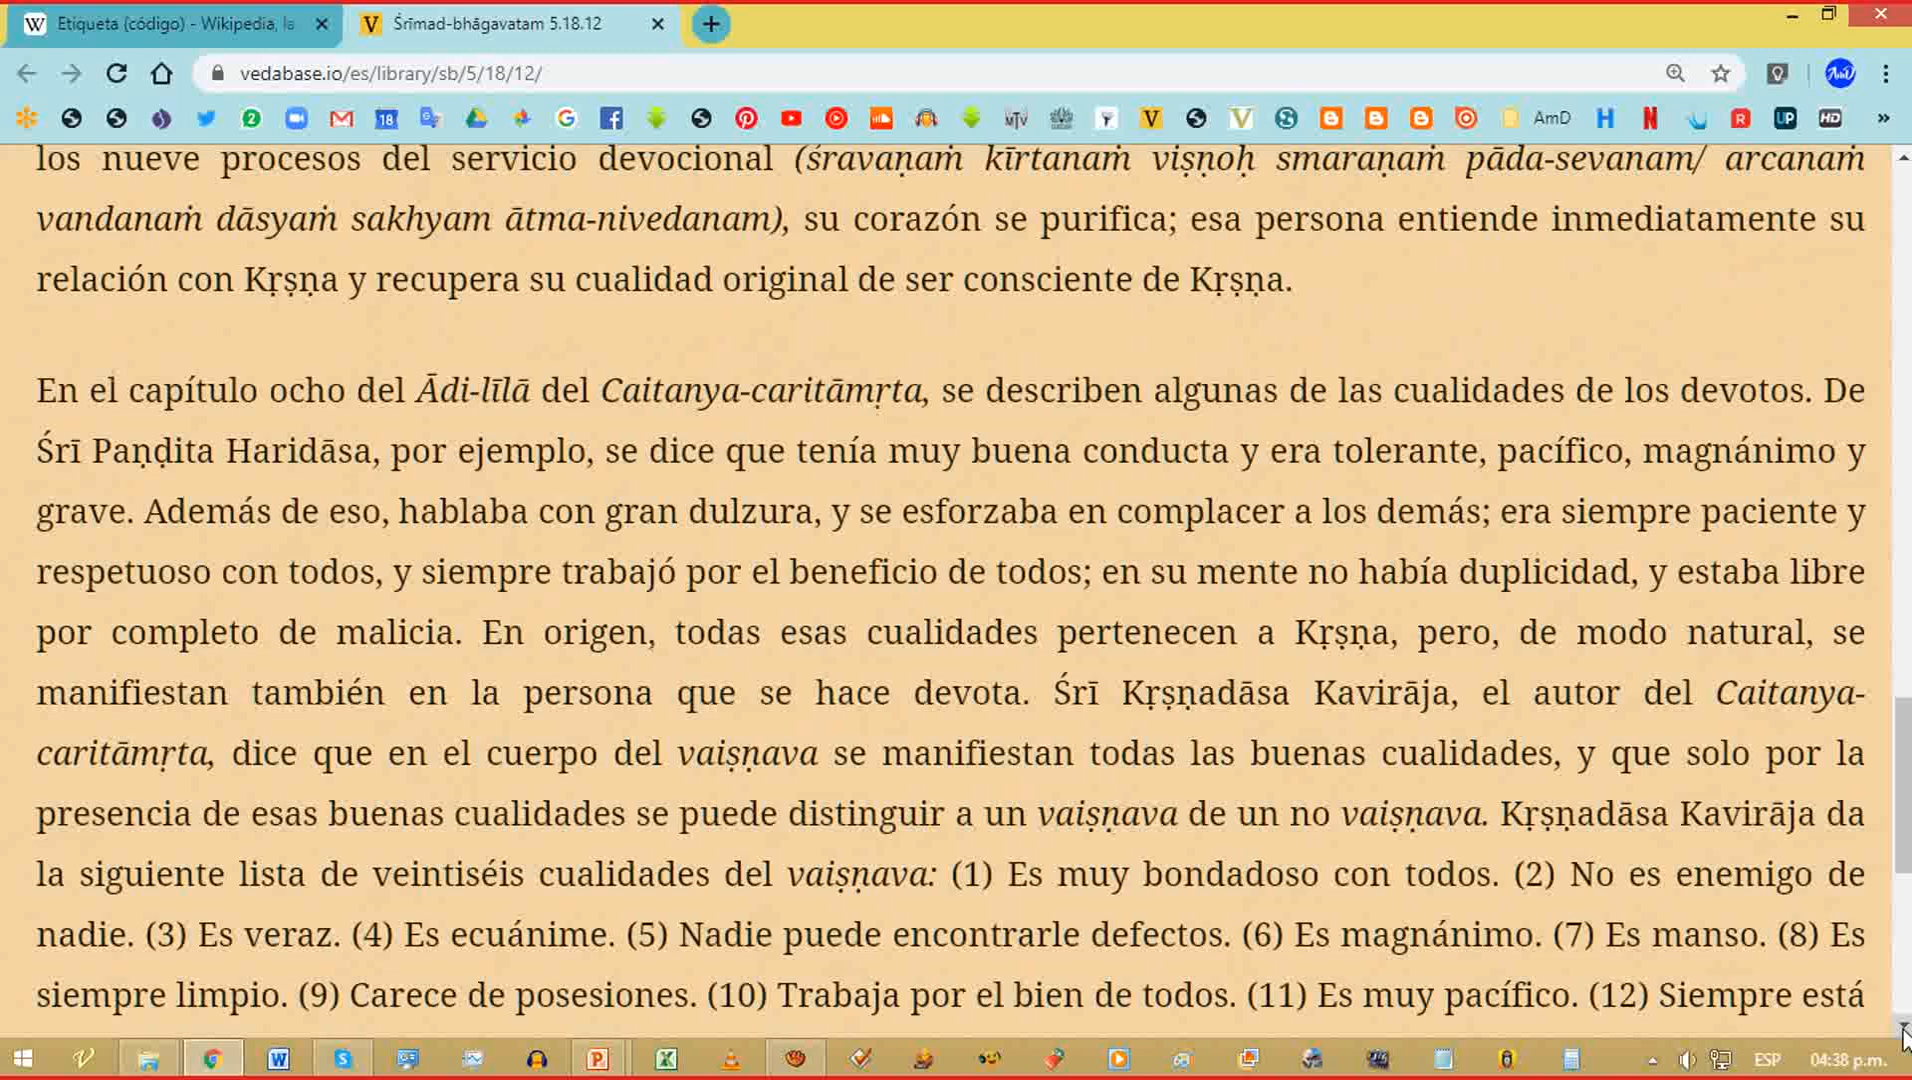 Etiqueta (código) - Wikipedia, la
Śrīmad-bhāgavatam 5.18.12
vedabase.io/es/library/sb/5/18/12/
AmD
los nueve procesos del servicio devocional (śravaṇaṁ kīrtanaṁ viṣṇoḥ smaraṇaṁ pāda-sevanam/ arcanaṁ
vandanaṁ dāsyaṁ sakhyam ātma-nivedanam), su corazón se purifica; esa persona entiende inmediatamente su
relación con Kṛṣṇa y recupera su cualidad original de ser consciente de Kṛṣṇa.
En el capítulo ocho del Ādi-līlā del Caitanya-caritāmṛta, se describen algunas de las cualidades de los devotos. De
Śrī Paṇḍita Haridāsa, por ejemplo, se dice que tenía muy buena conducta y era tolerante, pacífico, magnánimo y
grave. Además de eso, hablaba con gran dulzura, y se esforzaba en complacer a los demás; era siempre paciente y
respetuoso con todos, y siempre trabajó por el beneficio de todos; en su mente no había duplicidad, y estaba libre
por completo de malicia. En origen, todas esas cualidades pertenecen a Kṛṣṇa, pero, de modo natural, se
manifiestan también en la persona que se hace devota. Śrī Kṛṣṇadāsa Kavirāja, el autor del Caitanya-
caritāmṛta, dice que en el cuerpo del vaiṣṇava se manifiestan todas las buenas cualidades, y que solo por la
presencia de esas buenas cualidades se puede distinguir a un vaiṣṇava de un no vaiṣṇava. Kṛṣṇadāsa Kavirāja da
la siguiente lista de veintiséis cualidades del vaiṣṇava: (1) Es muy bondadoso con todos. (2) No es enemigo de
nadie. (3) Es veraz. (4) Es ecuánime. (5) Nadie puede encontrarle defectos. (6) Es magnánimo. (7) Es manso. (8) Es
siempre limpio. (9) Carece de posesiones. (10) Trabaja por el bien de todos. (11) Es muy pacífico. (12) Siempre está
ESP 04:38 p.m.